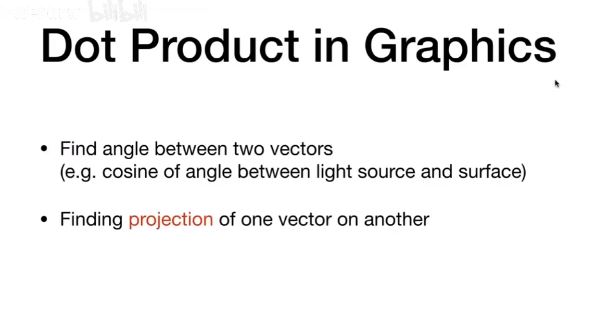 bilibili
Dot Product in Graphics
• Find angle between two vectors
(e.g. cosine of angle between light source and surface)
• Finding projection of one vector on another